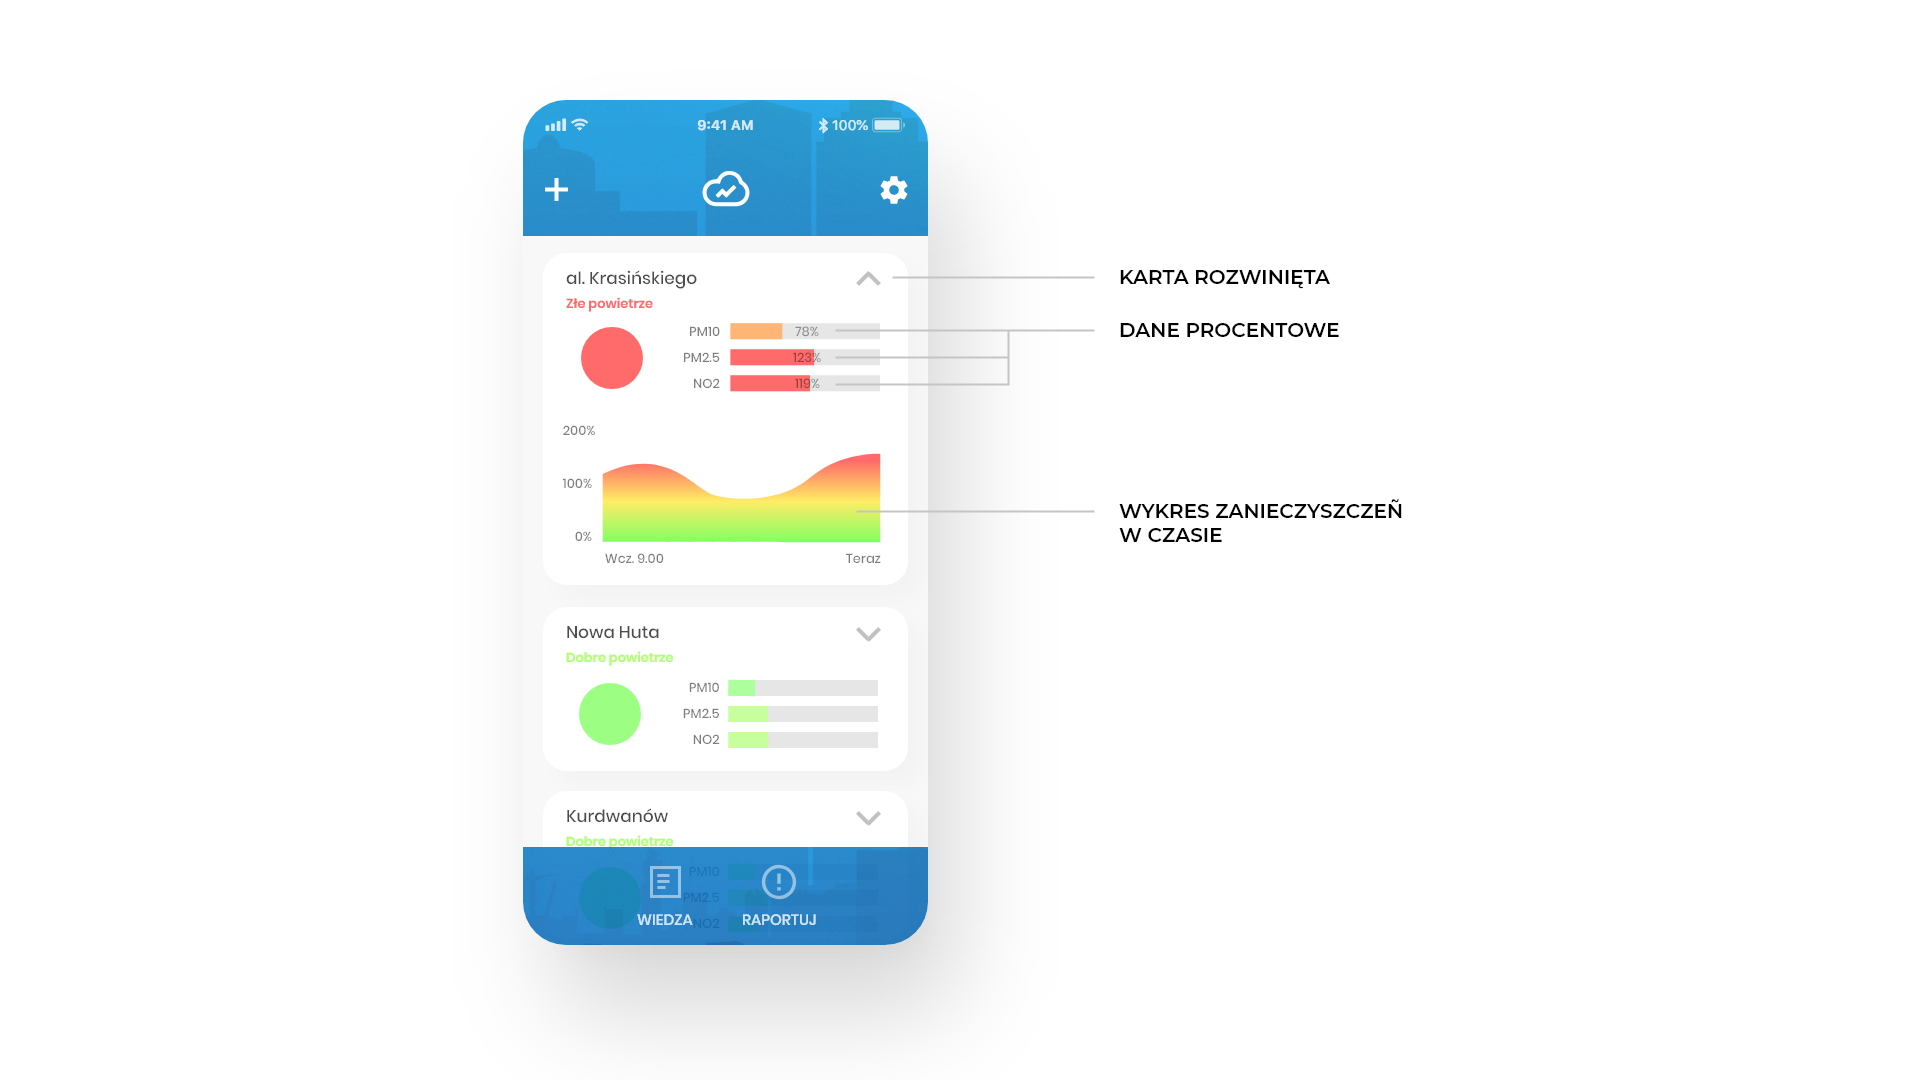 9:41 AM
100%
al. Krasińskiego
Złe powietrze
PM10
78%
PM2.5
123%
NO2
119%
200%
100%
0%
Wcz. 9.00
Teraz
KARTA ROZWINIĘTA
DANE PROCENTOWE
WYKRES ZANIECZYSZCZEÑ
W CZASIE
Nowa Huta
Dobre powietrze
PM10
PM2.5
NO2
Kurdwanów
Dobre powietrze
PM10
PM2.5
NO2
WIEDZA
RAPORTUJ